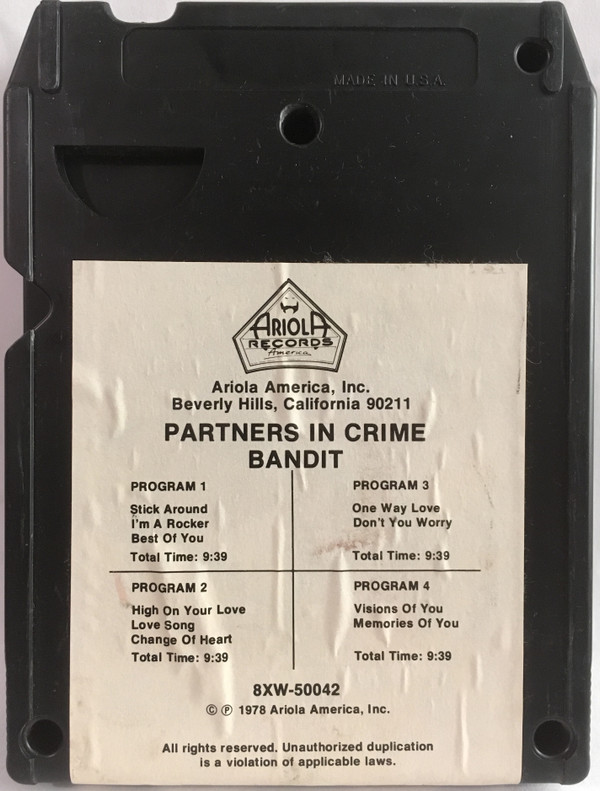 MADE IN U.S.A.
ARIOLA
RECORDS
America
Ariola America, Inc.
Beverly Hills, California 90211
PARTNERS IN CRIME
BANDIT
PROGRAM 1
Stick Around
I'm A Rocker
Best Of You
Total Time: 9:39
PROGRAM 2
High On Your Love
Love Song
Change Of Heart
Total Time: 9:39
PROGRAM 3
One Way Love
Don't You Worry
Total Time: 9:39
PROGRAM 4
Visions Of You
Memories Of You
Total Time: 9:39
8XW-50042
© ℗ 1978 Ariola America, Inc.
All rights reserved. Unauthorized duplication
is a violation of applicable laws.